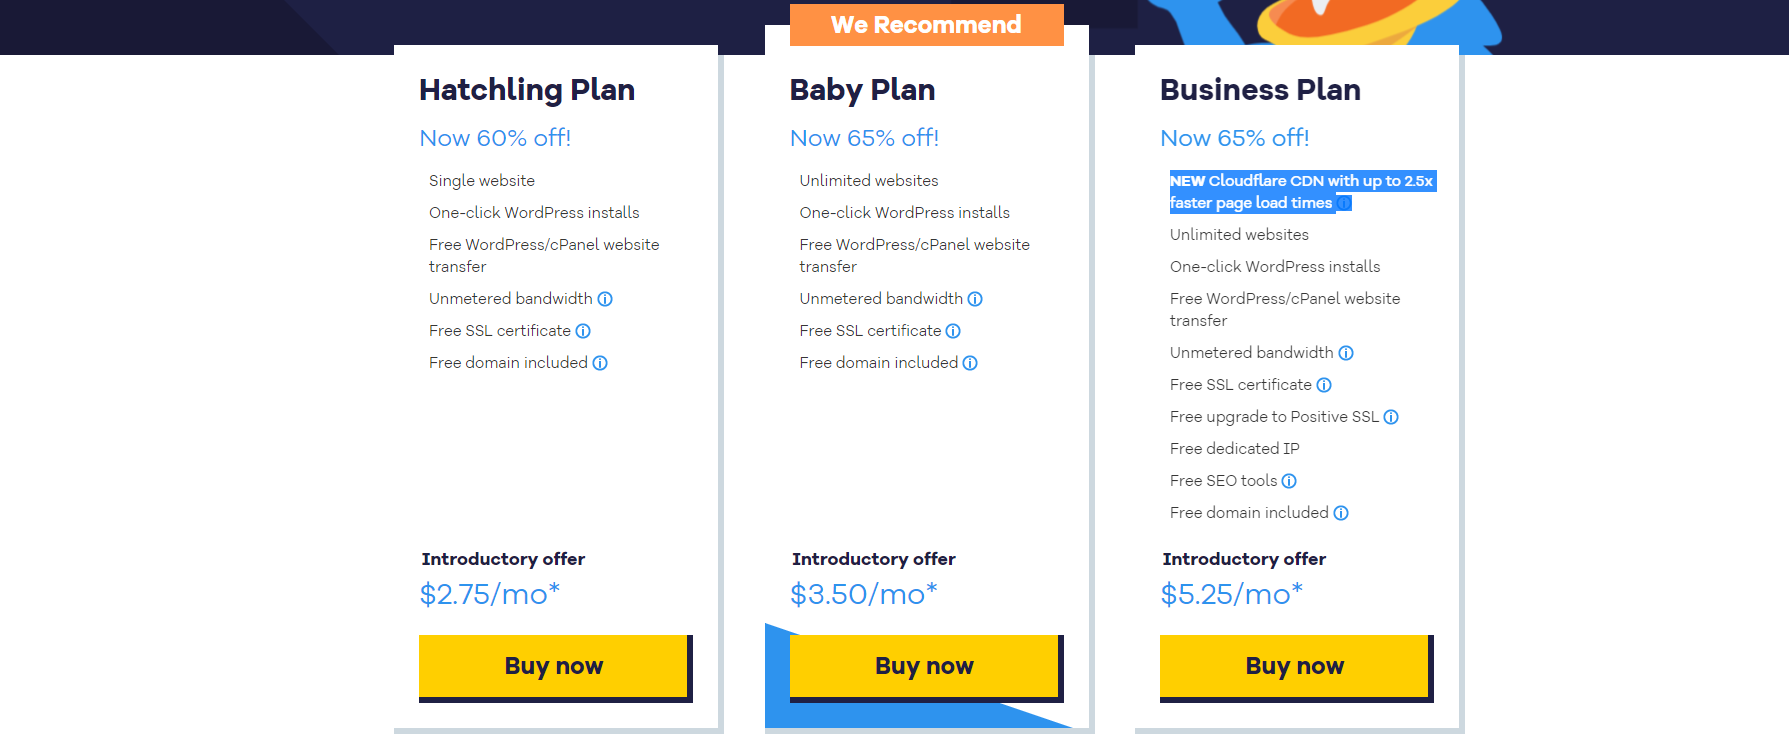 We Recommend
Hatchling Plan
Now 60% off!
Single website
One-click WordPress installs
Free WordPress/cPanel website
transfer
Unmetered bandwidth
Free SSL certificate
Free domain included
Introductory offer
$2.75/mo*
Buy now
Baby Plan
Now 65% off!
Unlimited websites
One-click WordPress installs
Free WordPress/cPanel website
transfer
Unmetered bandwidth
Free SSL certificate
Free domain included
Introductory offer
$3.50/mo*
Buy now
Business Plan
Now 65% off!
NEW Cloudflare CDN with up to 2.5x
faster page load times
Unlimited websites
One-click WordPress installs
Free WordPress/cPanel website
transfer
Unmetered bandwidth
Free SSL certificate
Free upgrade to Positive SSL
Free dedicated IP
Free SEO tools
Free domain included
Introductory offer
$5.25/mo*
Buy now